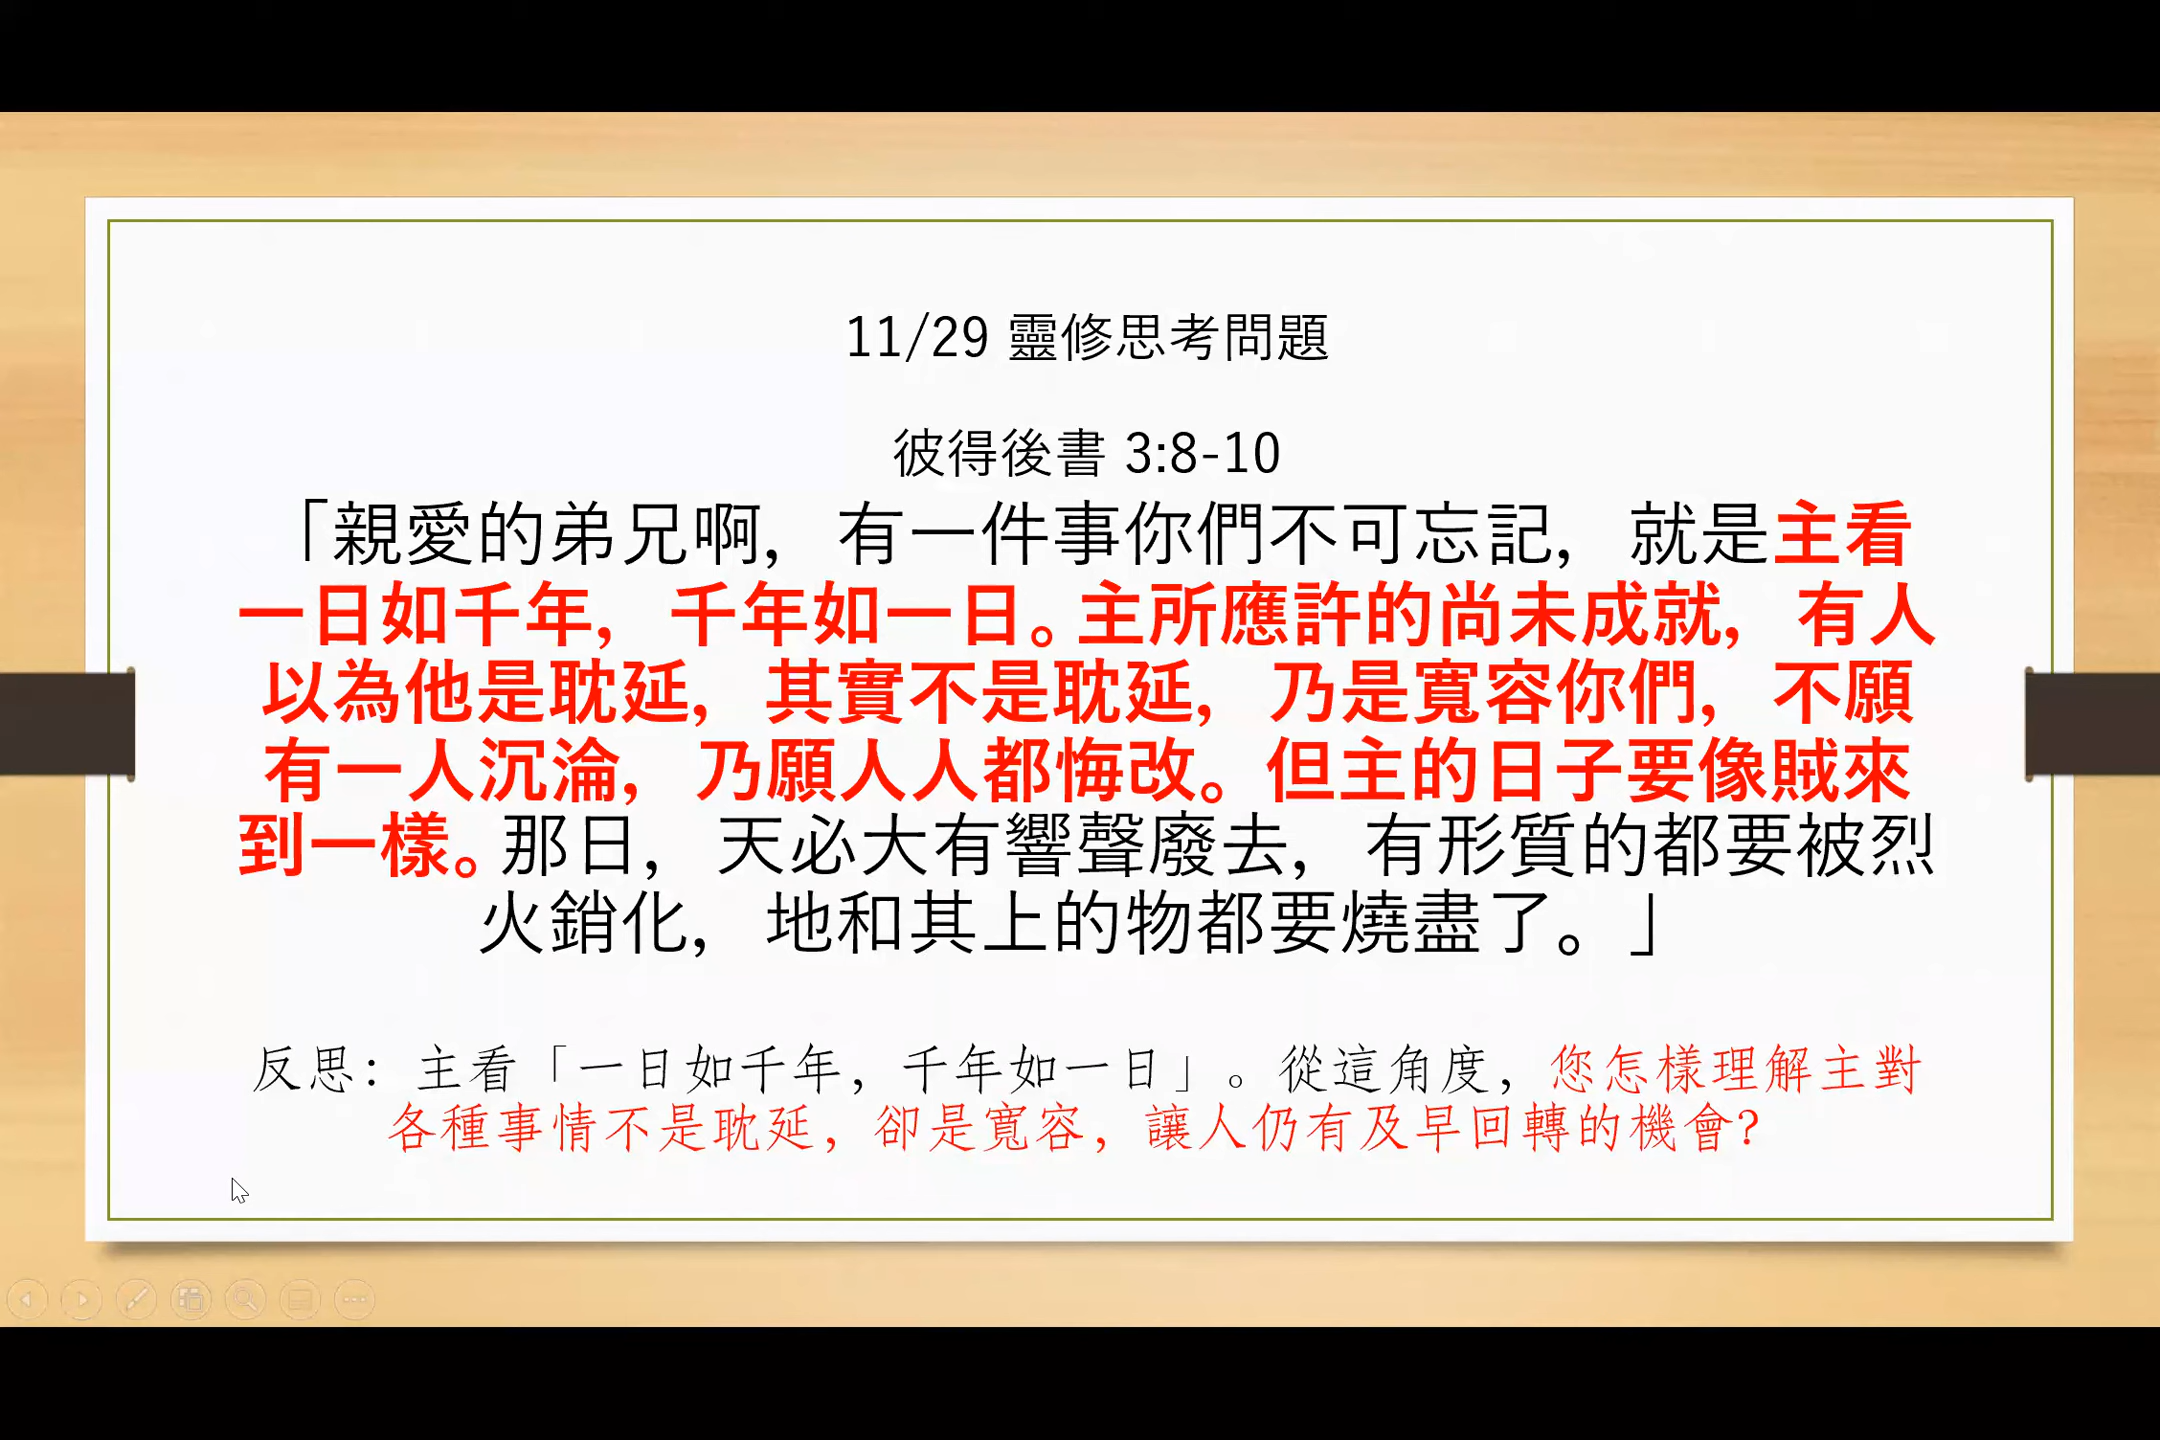 11/29 靈修思考問題
彼得後書 3:8-10
「親愛的弟兄啊, 有一件事你們不可忘記, 就是主看
一日如千年, 千年如一日。主所應許的尚未成就, 有人
以為他是耽延, 其實不是耽延, 乃是寬容你們, 不願
有一人沉淪, 乃願人人都悔改。但主的日子要像賊來
到一樣。那日, 天必大有響聲廢去, 有形質的都要被烈
火銷化, 地和其上的物都要燒盡了。」
反思: 主看「一日如千年, 千年如一日」。從這角度, 您怎樣理解主對
各種事情不是耽延, 卻是寬容, 讓人仍有及早回轉的機會?